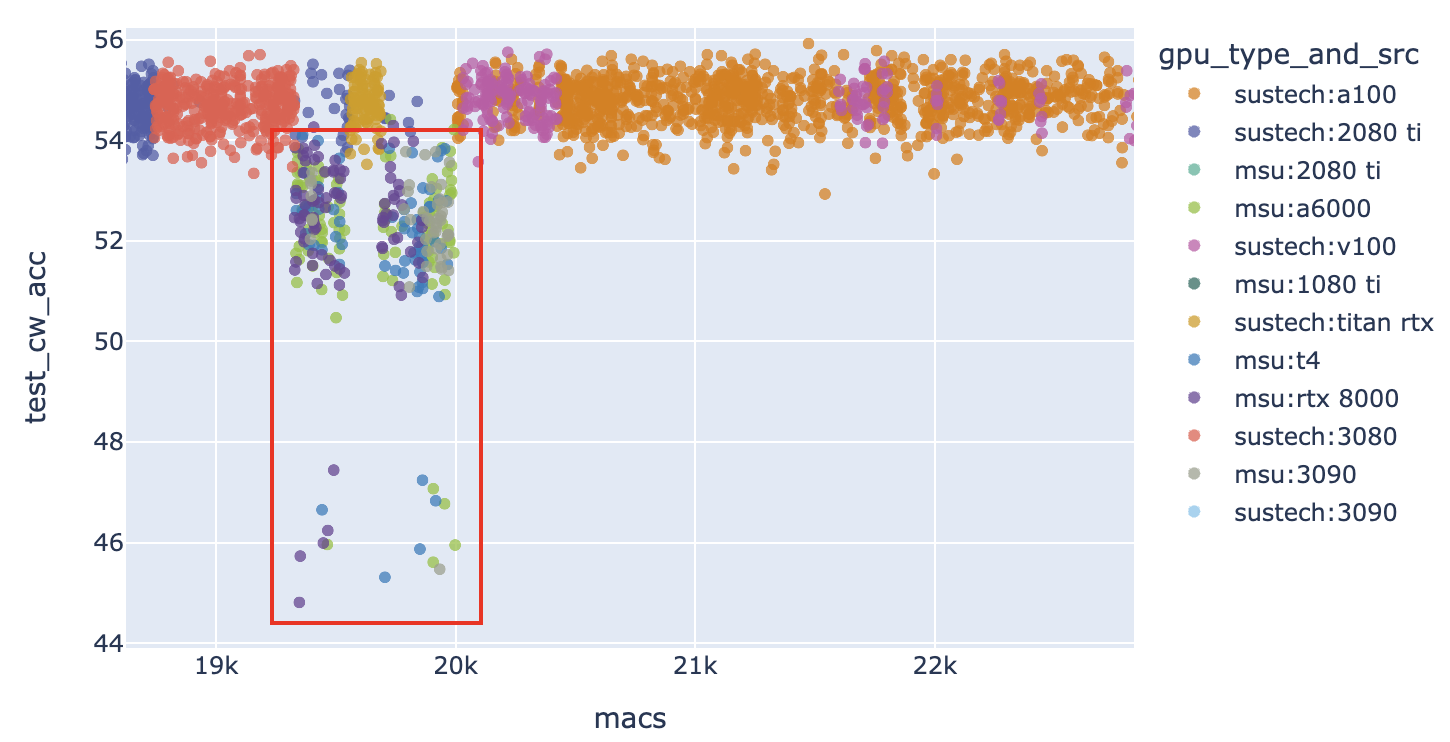 56
54
52
50
48
46
44
test_cw_acc
19k
20k
21k
22k
macs
gpu_type_and_src
sustech:a100
sustech:2080 ti
msu:2080 ti
msu:a6000
sustech:v100
msu:1080 ti
sustech:titan rtx
msu:t4
msu:rtx 8000
sustech:3080
msu:3090
sustech:3090